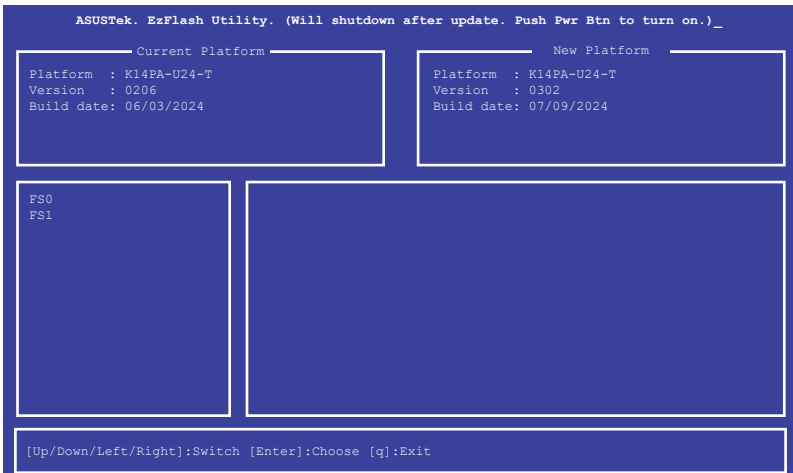 ASUSTek. EzFlash Utility. (Will shutdown after update. Push Pwr Btn to turn on.)_
Current Platform
Platform  : K14PA-U24-T
Version   : 0206
Build date: 06/03/2024
New Platform
Platform  : K14PA-U24-T
Version   : 0302
Build date: 07/09/2024
FS0
FS1
[Up/Down/Left/Right]:Switch [Enter]:Choose [q]:Exit